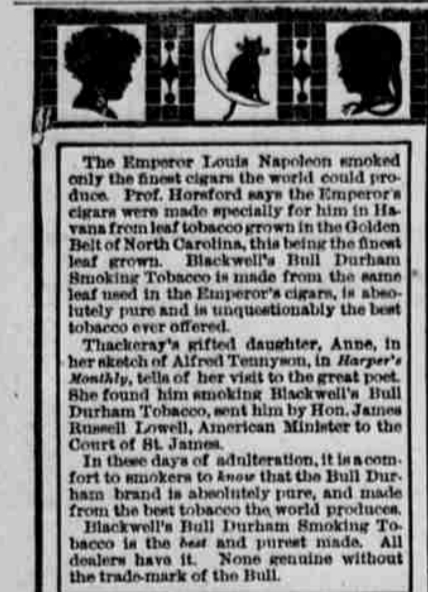 The Emperor Louis Napoleon smoked
only the finest cigars the world could pro-
duce. Prof. Horsford says the Emperor's
cigars were made specially for him in Ha-
vana from leaf tobacco grown in the Golden
Belt of North Carolina, this being the finest
leaf grown. Blackwell's Bull Durham
Smoking Tobacco is made from the same
leaf used in the Emperor's cigars, is abso-
lutely pure and is unquestionably the best
tobacco ever offered.
Thackeray's gifted daughter, Anne, in
her sketch of Alfred Tennyson, in Harper's
Monthly, tells of her visit to the great poet.
She found him smoking Blackwell's Bull
Durham Tobacco, sent him by Hon. James
Russell Lowell, American Minister to the
Court of St. James.
In these days of adulteration, it is a com-
fort to smokers to know that the Bull Dur-
ham brand is absolutely pure, and made
from the best tobacco the world produces.
Blackwell's Bull Durham Smoking To-
bacco is the best and purest made. All
dealers have it. None genuine without
the trade-mark of the Bull.